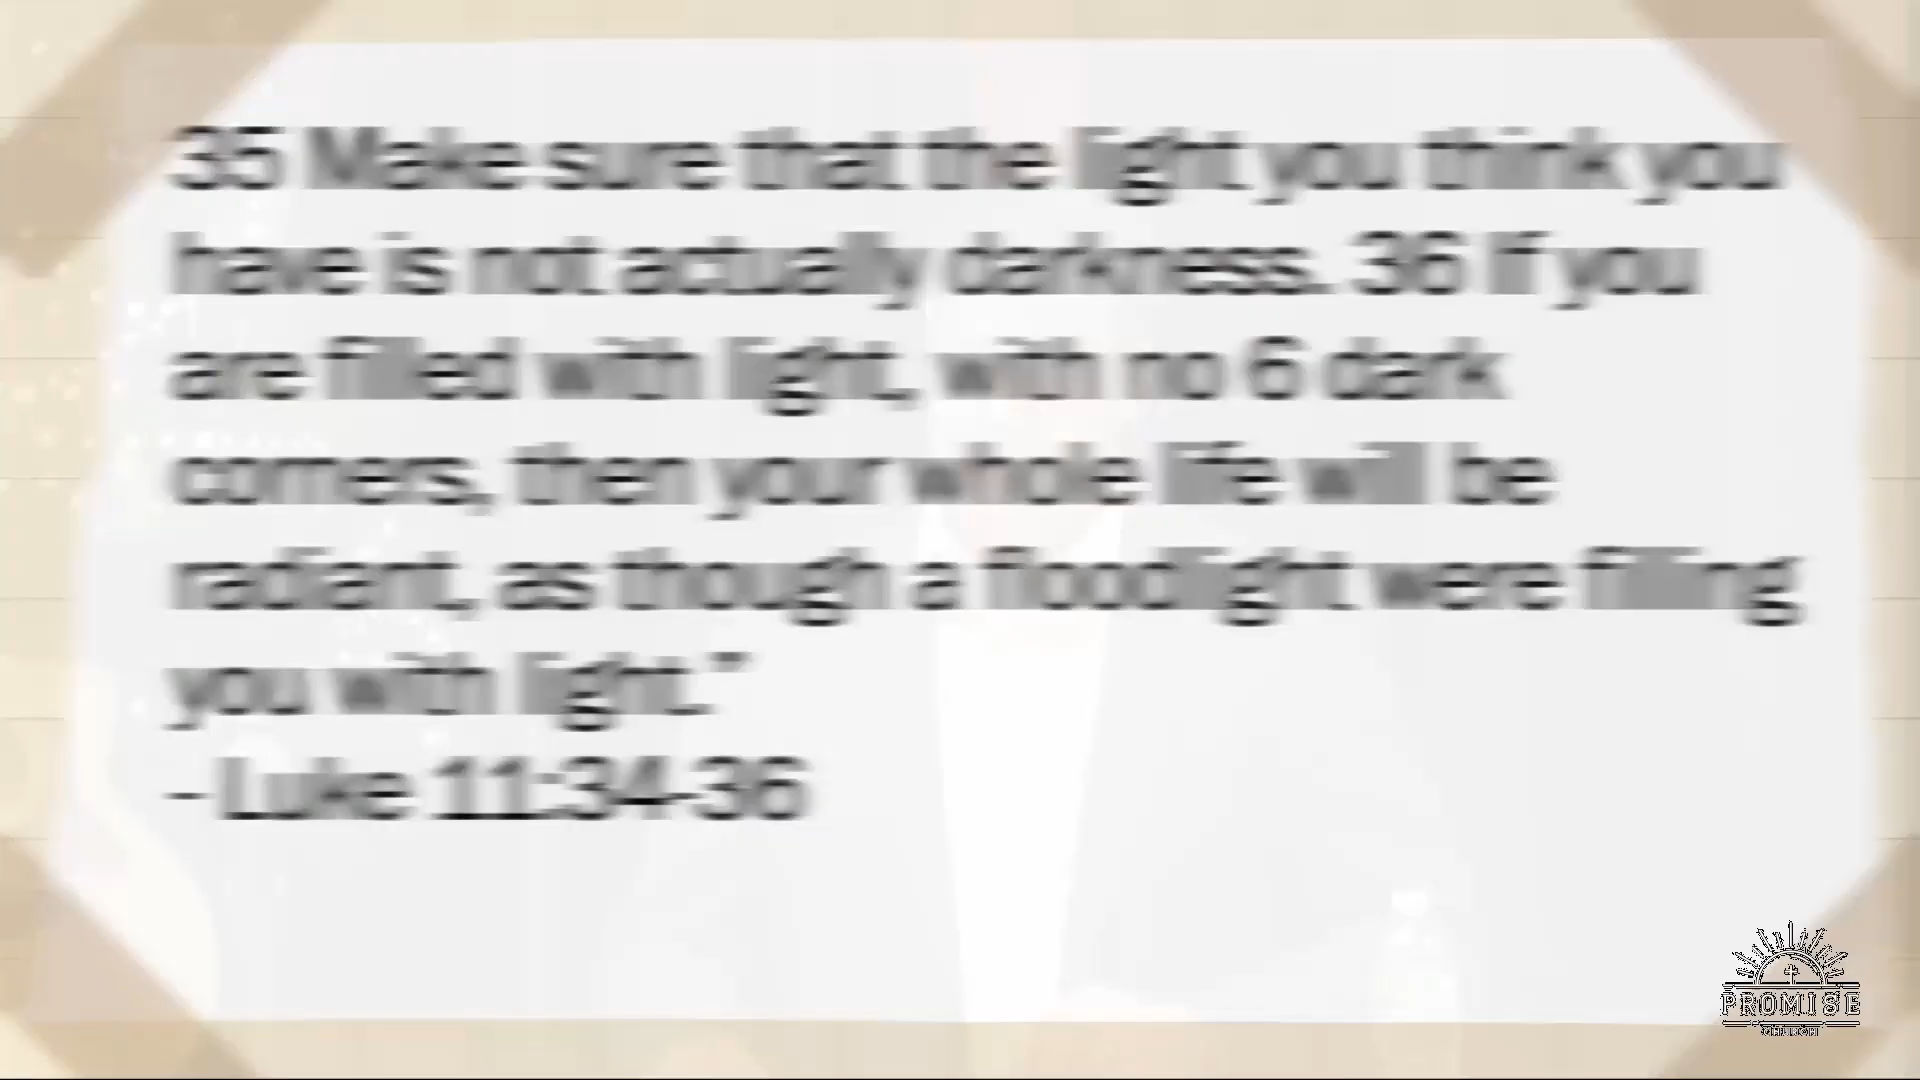 35 Make sure that the light you think you
have is not actually darkness. 36 If you
are filled with light, with no 6 dark
corners, then your whole life will be
radiant, as though a floodlight were filling
you with light.”
- Luke 11:34-36
PROMISE
CHURCH